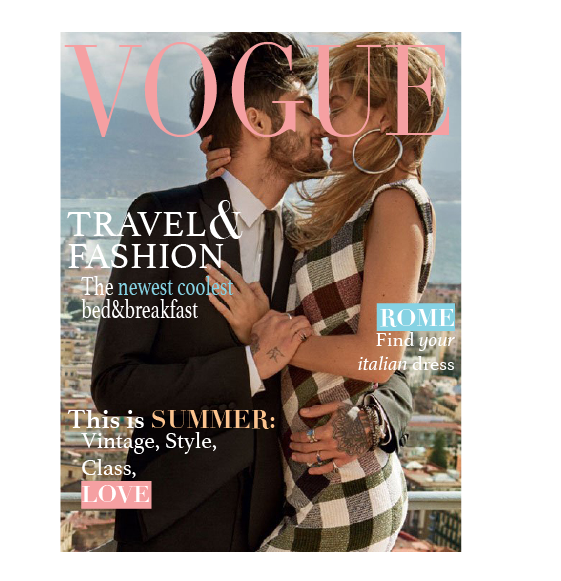 VOGUE
TRAVEL&
FASHION
The newest coolest
bed&breakfast
ROME
Find your
italian dress
This is SUMMER:
Vintage, Style,
Class,
LOVE